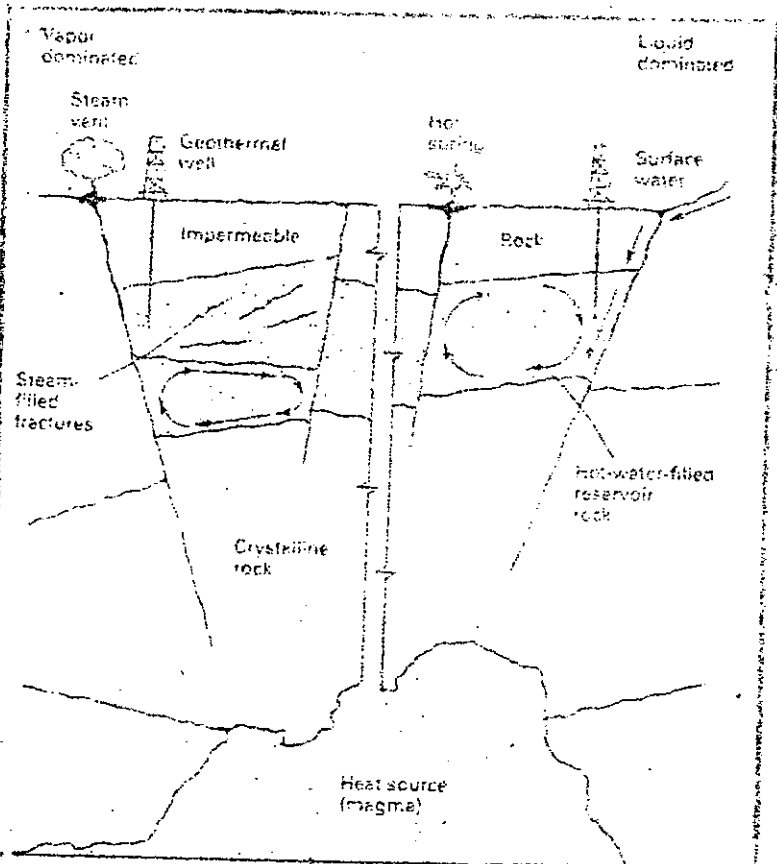 Vapor
dominated
Liquid
dominated
Steam
vent
Geothermal
well
Hot
spring
Surface
water
Impermeable
Rock
Steam-
filled
fractures
Hot-water-filled
reservoir
rock
Crystalline
rock
Heat source
(magma)